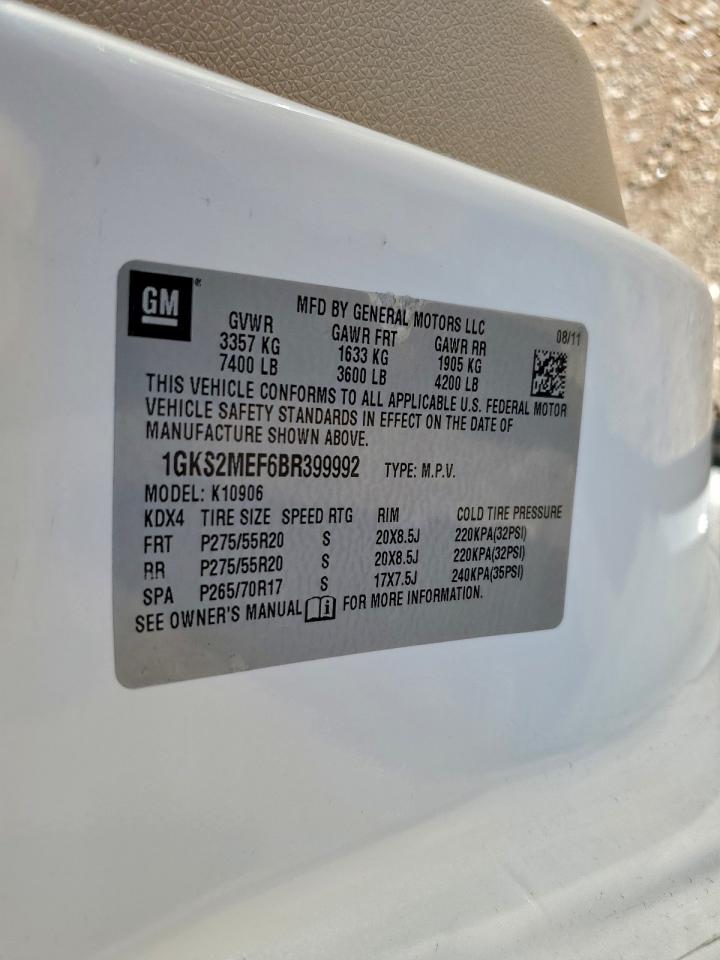 GM®
MFD BY GENERAL MOTORS LLC
08/11
GVWR GAWR FRT GAWR RR
3357 KG 1633 KG 1905 KG
7400 LB 3600 LB 4200 LB
THIS VEHICLE CONFORMS TO ALL APPLICABLE U.S. FEDERAL MOTOR
VEHICLE SAFETY STANDARDS IN EFFECT ON THE DATE OF
MANUFACTURE SHOWN ABOVE.
1GKS2MEF6BR399992 TYPE: M.P.V.
MODEL: K10906
KDX4 TIRE SIZE SPEED RTG RIM COLD TIRE PRESSURE
FRT P275/55R20 S 20X8.5J 220KPA(32PSI)
RR P275/55R20 S 20X8.5J 220KPA(32PSI)
SPA P265/70R17 S 17X7.5J 240KPA(35PSI)
SEE OWNER'S MANUAL i FOR MORE INFORMATION.